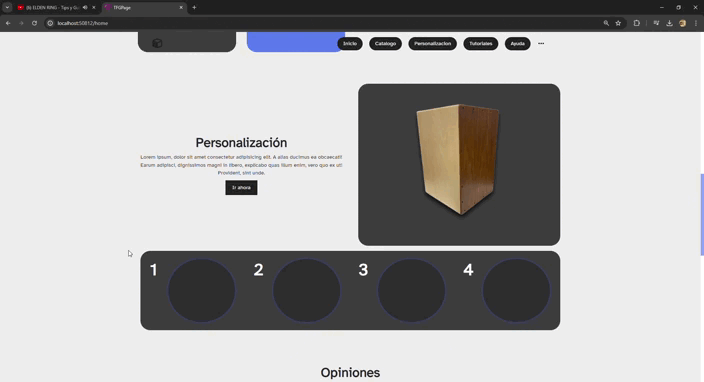 (6) ELDEN RING - Tips y G
TFGPage
localhost:50812/home
Inicio
Catalogo
Personalizacion
Tutoriales
Ayuda
Personalización
Lorem ipsum, dolor sit amet consectetur adipisicing elit. A alias ducimus ea obcaecati!
Earum adipisci, dignissimos magni in libero, explicabo quas illum enim, vero quo ex ut!
Provident, sint unde.
Ir ahora
1
2
3
4
Opiniones